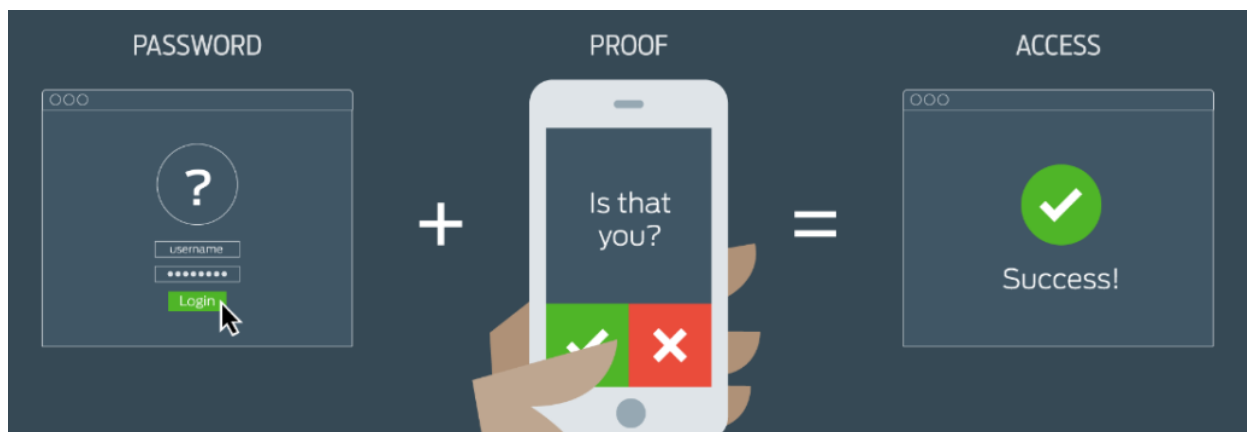 PASSWORD
PROOF
ACCESS
?
username
Login
+
Is that
you?
=
Success!